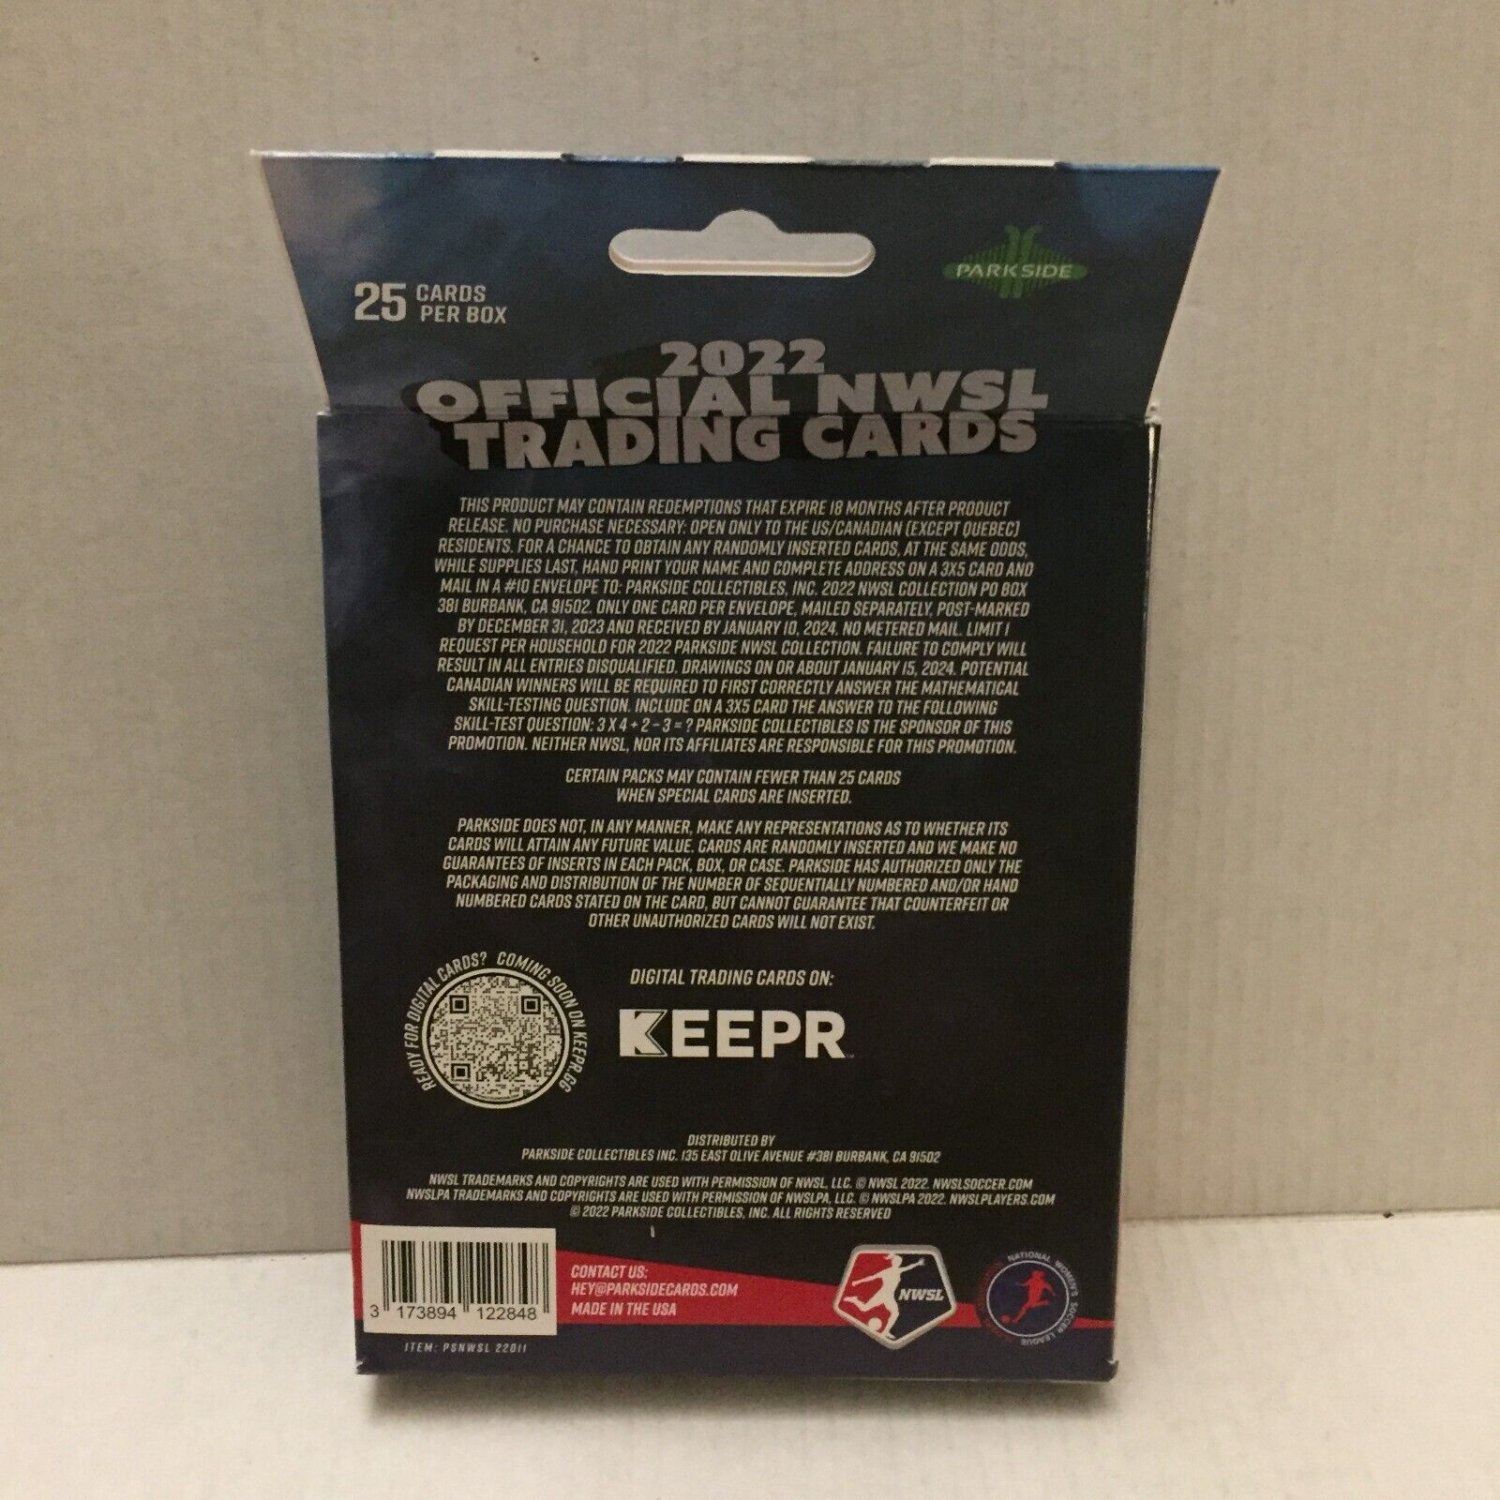 25 CARDS
PER BOX
PARKSIDE
2022
OFFICIAL NWSL
TRADING CARDS
THIS PRODUCT MAY CONTAIN REDEMPTIONS THAT EXPIRE 18 MONTHS AFTER PRODUCT
RELEASE. NO PURCHASE NECESSARY: OPEN ONLY TO THE US/CANADIAN (EXCEPT QUEBEC)
RESIDENTS. FOR A CHANCE TO OBTAIN ANY RANDOMLY INSERTED CARDS, AT THE SAME ODDS,
WHILE SUPPLIES LAST, HAND PRINT YOUR NAME AND COMPLETE ADDRESS ON A 3X5 CARD AND
MAIL IN A #10 ENVELOPE TO: PARKSIDE COLLECTIBLES, INC. 2022 NWSL COLLECTION PO BOX
381 BURBANK, CA 91502. ONLY ONE CARD PER ENVELOPE, MAILED SEPARATELY, POST-MARKED
BY DECEMBER 31, 2023 AND RECEIVED BY JANUARY 10, 2024. NO METERED MAIL. LIMIT 1
REQUEST PER HOUSEHOLD FOR 2022 PARKSIDE NWSL COLLECTION. FAILURE TO COMPLY WILL
RESULT IN ALL ENTRIES DISQUALIFIED. DRAWINGS ON OR ABOUT JANUARY 15, 2024. POTENTIAL
CANADIAN WINNERS WILL BE REQUIRED TO FIRST CORRECTLY ANSWER THE MATHEMATICAL
SKILL-TESTING QUESTION. INCLUDE ON A 3X5 CARD THE ANSWER TO THE FOLLOWING
SKILL-TEST QUESTION: 3 X 4 + 2 - 3 = ? PARKSIDE COLLECTIBLES IS THE SPONSOR OF THIS
PROMOTION. NEITHER NWSL, NOR ITS AFFILIATES ARE RESPONSIBLE FOR THIS PROMOTION.
CERTAIN PACKS MAY CONTAIN FEWER THAN 25 CARDS
WHEN SPECIAL CARDS ARE INSERTED.
PARKSIDE DOES NOT, IN ANY MANNER, MAKE ANY REPRESENTATIONS AS TO WHETHER ITS
CARDS WILL ATTAIN ANY FUTURE VALUE. CARDS ARE RANDOMLY INSERTED AND WE MAKE NO
GUARANTEES OF INSERTS IN EACH PACK, BOX, OR CASE. PARKSIDE HAS AUTHORIZED ONLY THE
PACKAGING AND DISTRIBUTION OF THE NUMBER OF SEQUENTIALLY NUMBERED AND/OR HAND
NUMBERED CARDS STATED ON THE CARD, BUT CANNOT GUARANTEE THAT COUNTERFEIT OR
OTHER UNAUTHORIZED CARDS WILL NOT EXIST.
READY FOR DIGITAL CARDS? COMING SOON ON KEEPR.GG
DIGITAL TRADING CARDS ON:
KEEPR
DISTRIBUTED BY
PARKSIDE COLLECTIBLES INC. 135 EAST OLIVE AVENUE #381 BURBANK, CA 91502
NWSL TRADEMARKS AND COPYRIGHTS ARE USED WITH PERMISSION OF NWSL, LLC. © NWSL 2022. NWSLSOCCER.COM
NWSLPA TRADEMARKS AND COPYRIGHTS ARE USED WITH PERMISSION OF NWSLPA, LLC. © NWSLPA 2022. NWSLPLAYERS.COM
© 2022 PARKSIDE COLLECTIBLES, INC. ALL RIGHTS RESERVED
3 173894 122848
CONTACT US:
HEY@PARKSIDECARDS.COM
MADE IN THE USA
NWSL
NATIONAL WOMEN'S SOCCER LEAGUE
ITEM: PSNWSL 22011